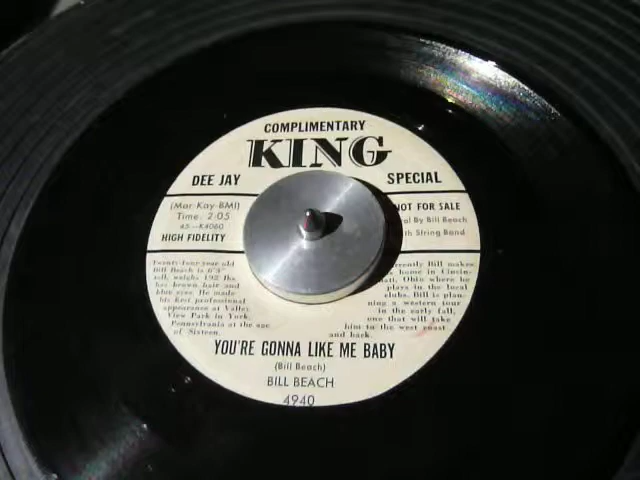 COMPLIMENTARY
KING
DEE JAY SPECIAL
(Mar-Kay-BMI)
Time. 2-05
45—K4060
HIGH FIDELITY
NOT FOR SALE
Bill Beach
String Band
Twenty-four year old
Bill Beach is 6'3"
tall, weighs 192 lbs
has brown hair and
blue eyes. He made
his first professional
appearance at Valley
View Park in York,
Pennsylvania at the age
of Sixteen.
Bill makes
home in Cincin-
Ohio where he
plays in the local
clubs. Bill is plan-
ning a western tour
in the early fall,
one that will take
him to the west coast
and back.
YOU'RE GONNA LIKE ME BABY
(Bill Beach)
BILL BEACH
4940